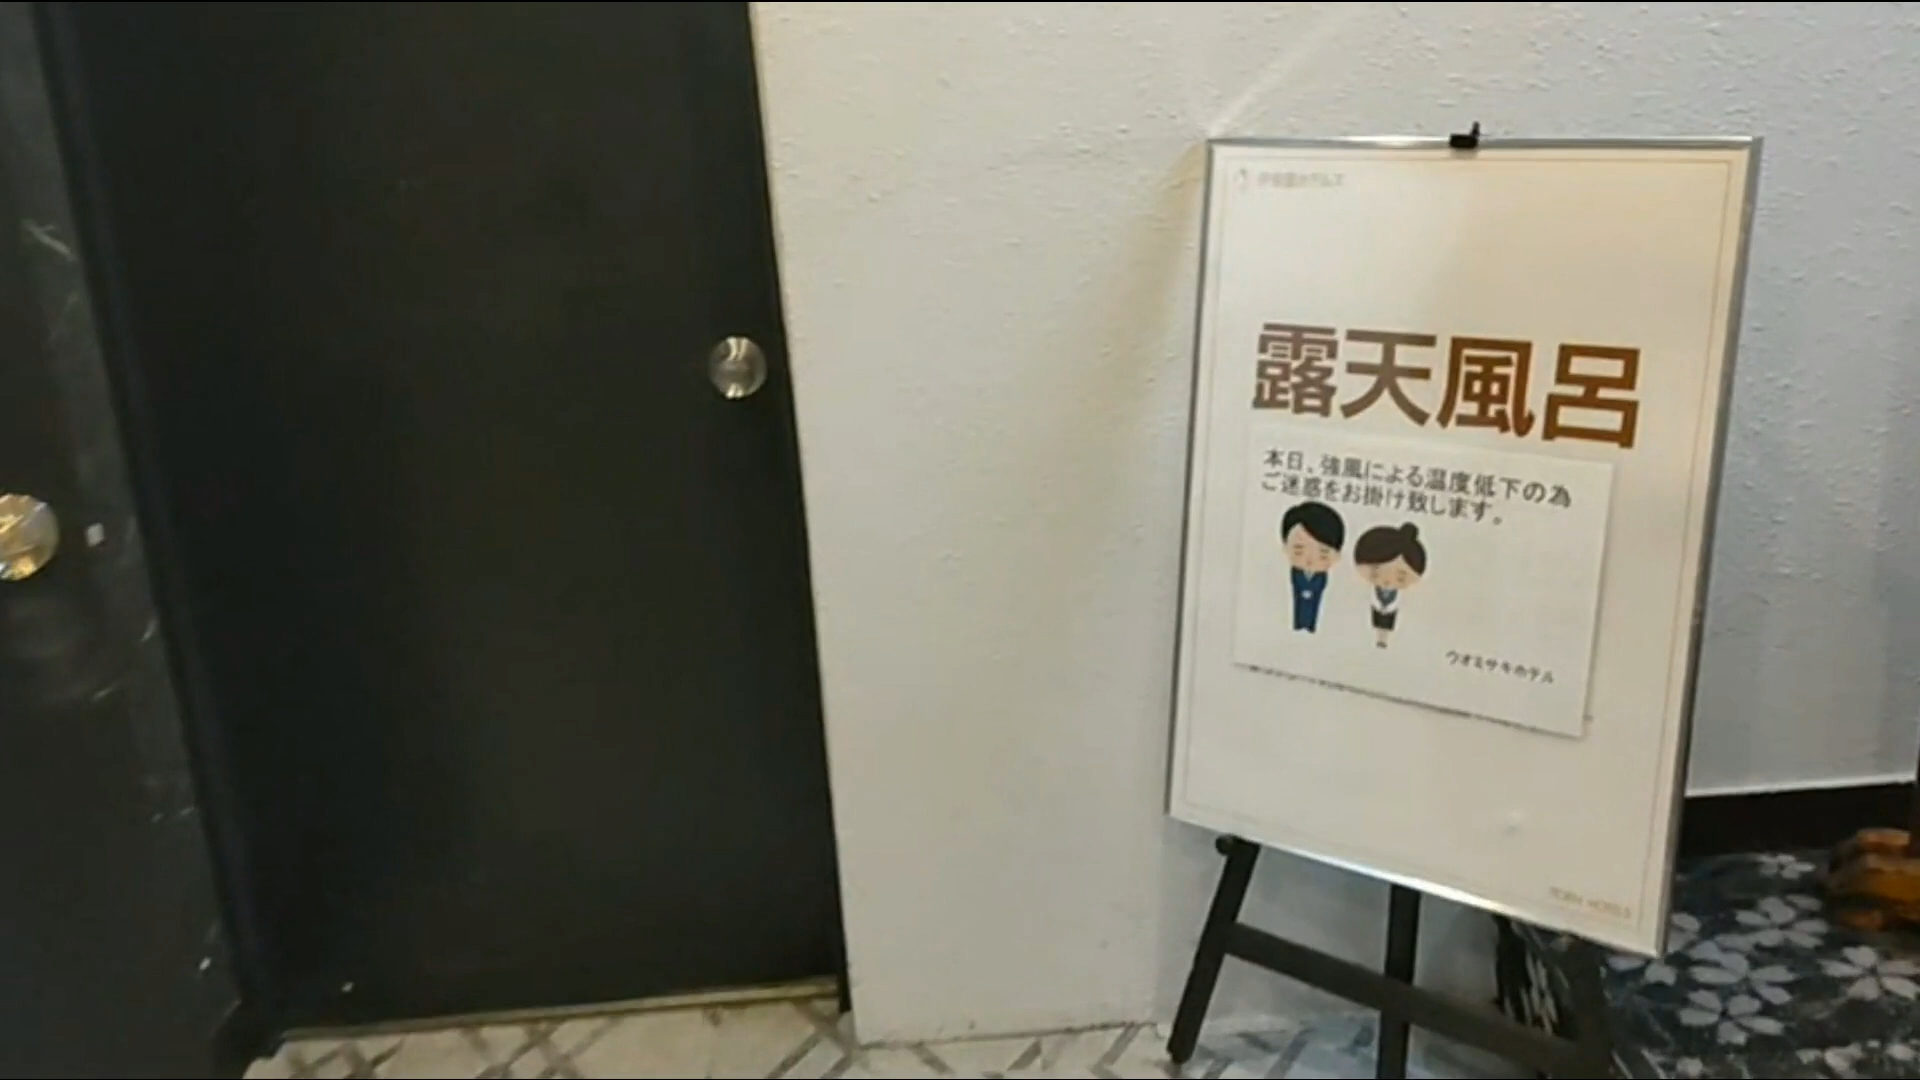 露天風呂
本日、強風による温度低下の為
ご迷惑をお掛け致します。
ウオミサキホテル